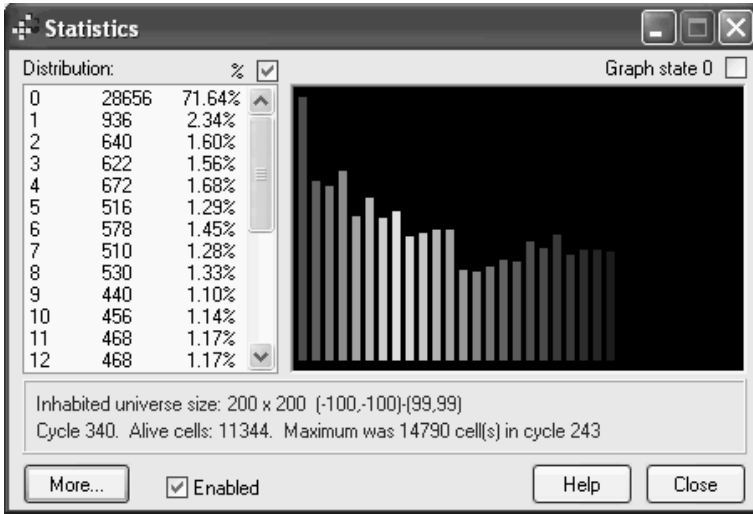 Statistics
Distribution: %
Graph state 0
0 28656 71.64%
1 936 2.34%
2 640 1.60%
3 622 1.56%
4 672 1.68%
5 516 1.29%
6 578 1.45%
7 510 1.28%
8 530 1.33%
9 440 1.10%
10 456 1.14%
11 468 1.17%
12 468 1.17%
Inhabited universe size: 200 x 200 (-100,-100)-(99,99)
Cycle 340. Alive cells: 11344. Maximum was 14790 cell(s) in cycle 243
More...
Enabled
Help
Close